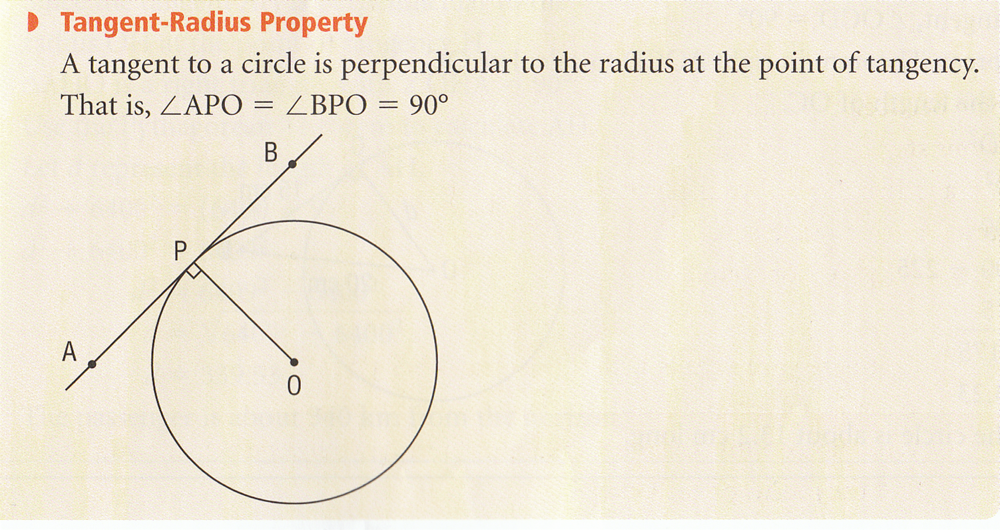 Tangent-Radius Property
A tangent to a circle is perpendicular to the radius at the point of tangency.
That is, ∠APO = ∠BPO = 90°
B
P
A
O